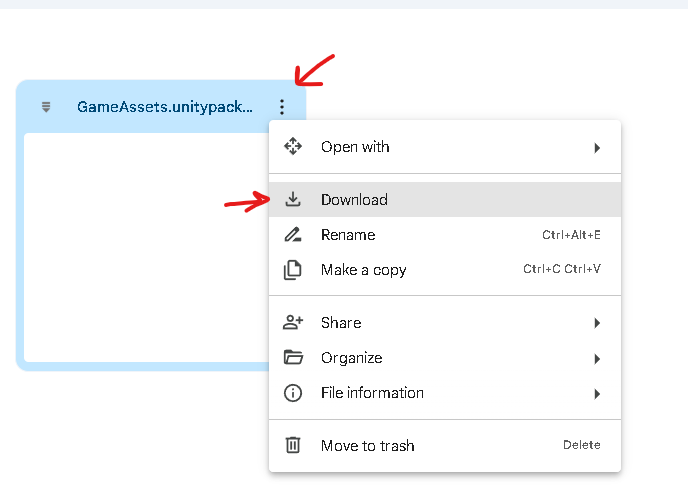 GameAssets.unitypack...
Open with
Download
Rename Ctrl+Alt+E
Make a copy Ctrl+C Ctrl+V
Share
Organize
File information
Move to trash Delete